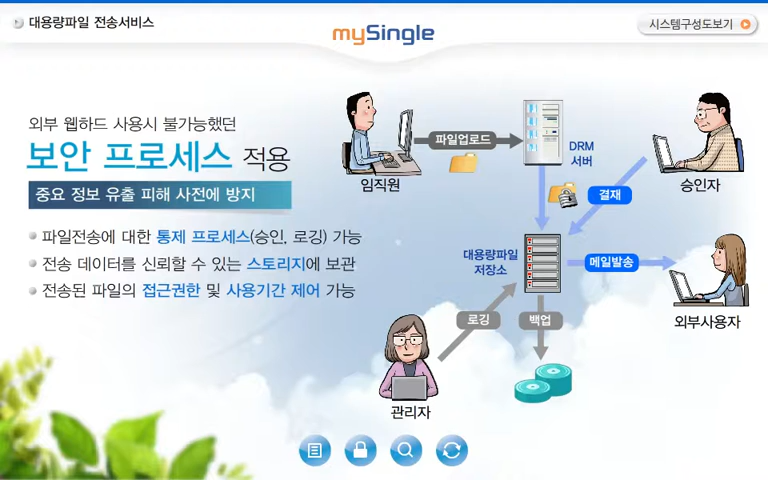 대용량파일 전송서비스
mySingle
시스템구성도보기
외부 웹하드 사용시 불가능했던
보안 프로세스 적용
중요 정보 유출 피해 사전에 방지
파일전송에 대한 통제 프로세스(승인, 로깅) 가능
전송 데이터를 신뢰할 수 있는 스토리지에 보관
전송된 파일의 접근권한 및 사용기간 제어 가능
임직원
파일업로드
DRM
서버
승인자
결재
대용량파일
저장소
메일발송
외부사용자
로깅
백업
관리자